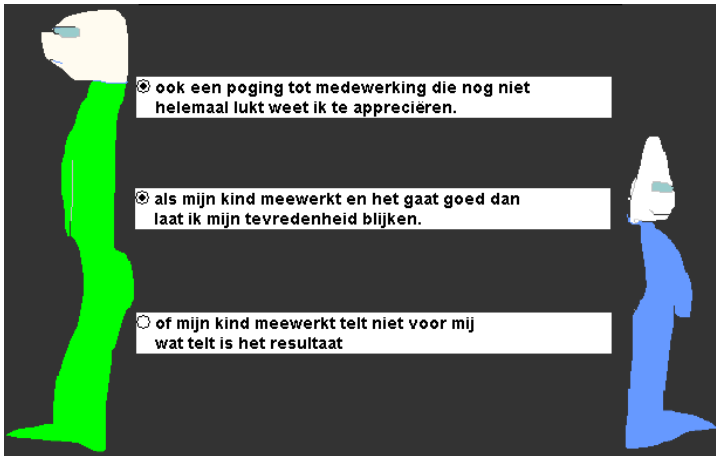 ook een poging tot medewerking die nog niet
helemaal lukt weet ik te appreciëren.
als mijn kind meewerkt en het gaat goed dan
laat ik mijn tevredenheid blijken.
of mijn kind meewerkt telt niet voor mij
wat telt is het resultaat